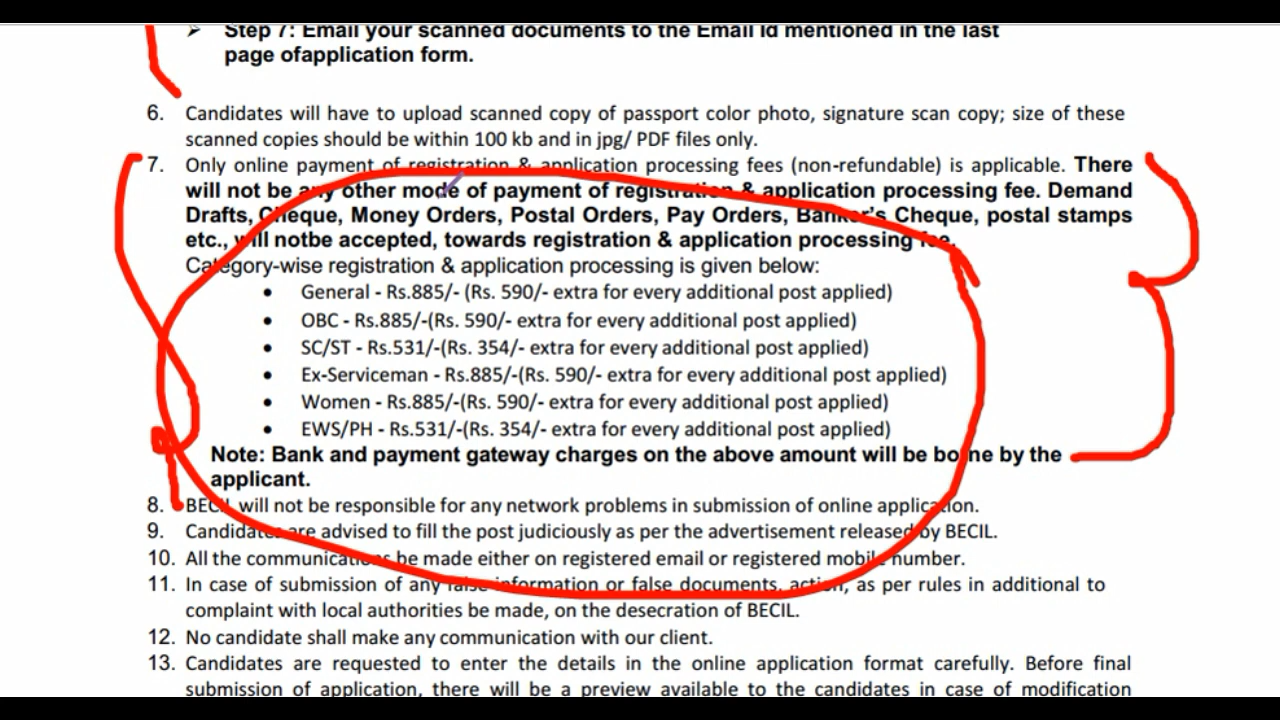 ➢ Step 7: Email your scanned documents to the Email Id mentioned in the last
page ofapplication form.
6. Candidates will have to upload scanned copy of passport color photo, signature scan copy; size of these
scanned copies should be within 100 kb and in jpg/ PDF files only.
7. Only online payment of registration & application processing fees (non-refundable) is applicable. There
will not be any other mode of payment of registration & application processing fee. Demand
Drafts, Cheque, Money Orders, Postal Orders, Pay Orders, Banker's Cheque, postal stamps
etc., will notbe accepted, towards registration & application processing fee.
Category-wise registration & application processing is given below:
• General - Rs.885/- (Rs. 590/- extra for every additional post applied)
• OBC - Rs.885/-(Rs. 590/- extra for every additional post applied)
• SC/ST - Rs.531/-(Rs. 354/- extra for every additional post applied)
• Ex-Serviceman - Rs.885/-(Rs. 590/- extra for every additional post applied)
• Women - Rs.885/-(Rs. 590/- extra for every additional post applied)
• EWS/PH - Rs.531/-(Rs. 354/- extra for every additional post applied)
Note: Bank and payment gateway charges on the above amount will be borne by the
applicant.
8. BECIL will not be responsible for any network problems in submission of online application.
9. Candidates are advised to fill the post judiciously as per the advertisement released by BECIL.
10. All the communications be made either on registered email or registered mobile number.
11. In case of submission of any false information or false documents, action, as per rules in additional to
complaint with local authorities be made, on the desecration of BECIL.
12. No candidate shall make any communication with our client.
13. Candidates are requested to enter the details in the online application format carefully. Before final
submission of application, there will be a preview available to the candidates in case of modification